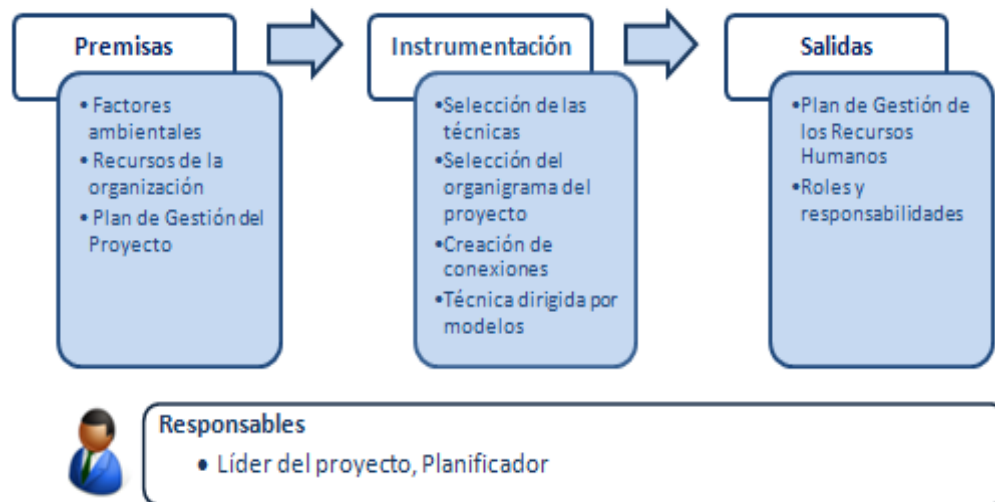 Premisas
• Factores
ambientales
• Recursos de la
organización
• Plan de Gestión del
Proyecto
Instrumentación
•Selección de las
técnicas
•Selección del
organigrama del
proyecto
•Creación de
conexiones
•Técnica dirigida por
modelos
Salidas
•Plan de Gestión de
los Recursos
Humanos
•Roles y
responsabilidades
Responsables
• Líder del proyecto, Planificador